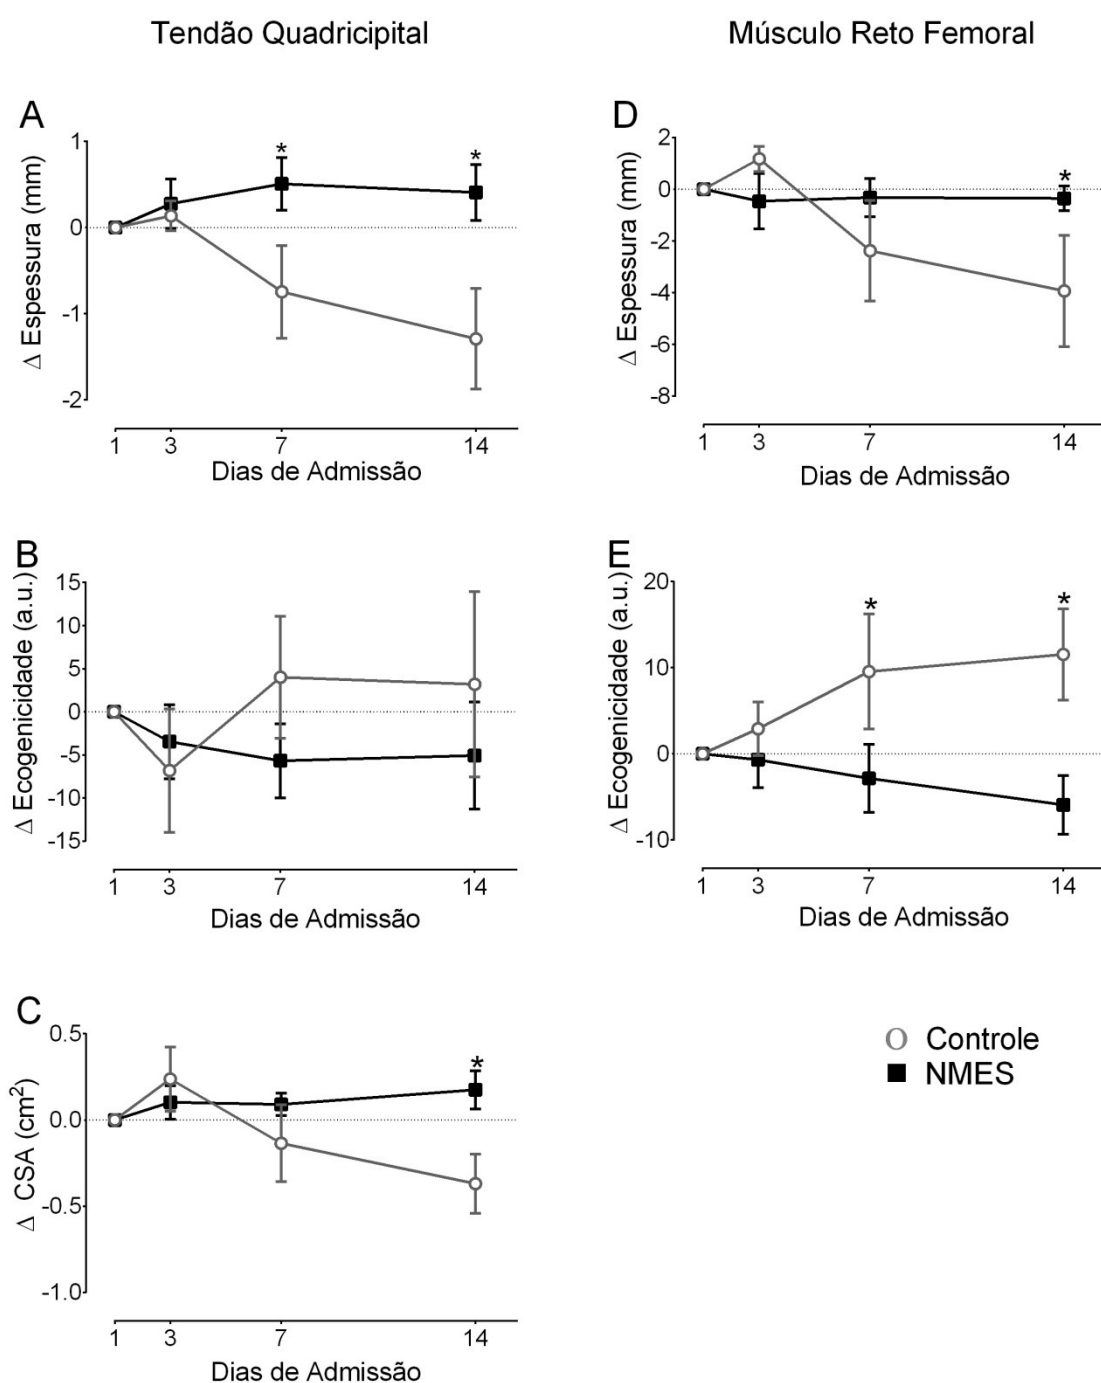 Tendão Quadricipital
Músculo Reto Femoral
A
Δ Espessura (mm)
1
0
-1
-2
*
*
1 3 7 14
Dias de Admissão
D
Δ Espessura (mm)
2
0
-2
-4
-6
-8
*
1 3 7 14
Dias de Admissão
B
Δ Ecogenicidade (a.u.)
15
10
5
0
-5
-10
-15
1 3 7 14
Dias de Admissão
E
Δ Ecogenicidade (a.u.)
20
10
0
-10
*
*
1 3 7 14
Dias de Admissão
C
Δ CSA (cm²)
0.5
0.0
-0.5
-1.0
*
1 3 7 14
Dias de Admissão
Controle
NMES